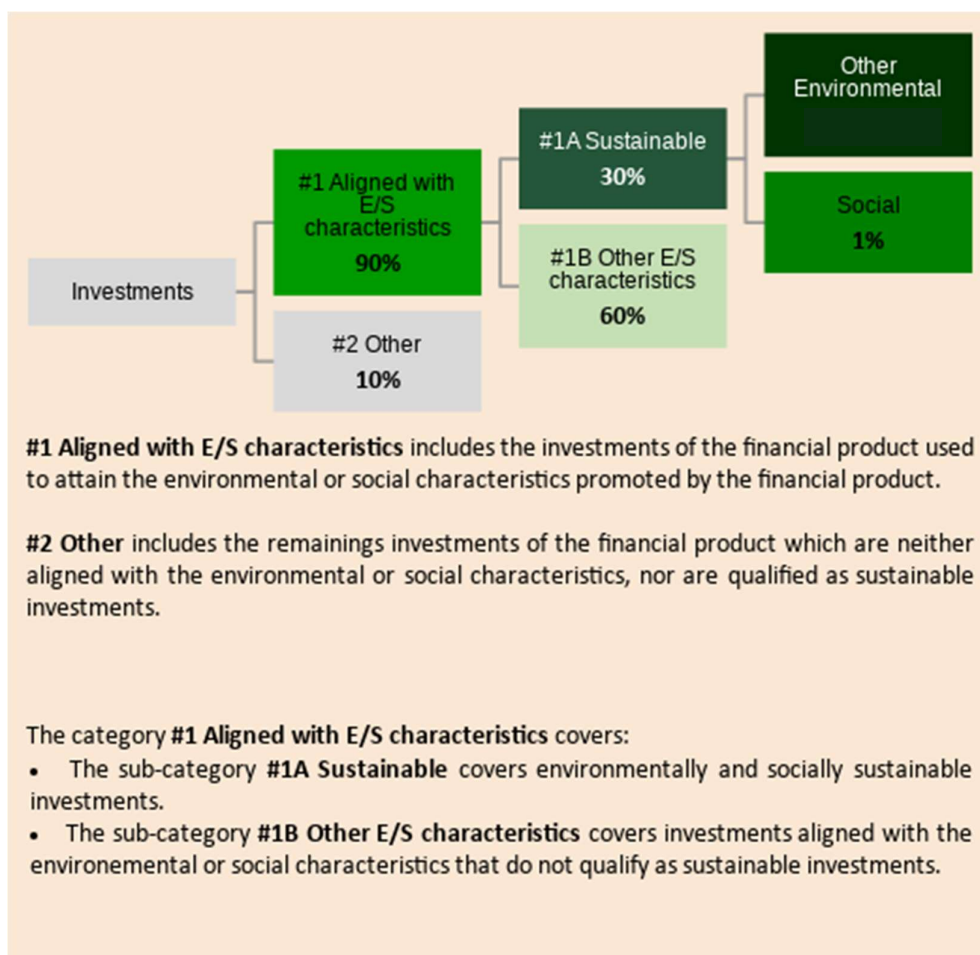 Other
Environmental
#1A Sustainable
30%
#1 Aligned with
E/S
characteristics
90%
Social
1%
#1B Other E/S
characteristics
60%
Investments
#2 Other
10%
#1 Aligned with E/S characteristics includes the investments of the financial product used
to attain the environmental or social characteristics promoted by the financial product.
#2 Other includes the remainings investments of the financial product which are neither
aligned with the environmental or social characteristics, nor are qualified as sustainable
investments.
The category #1 Aligned with E/S characteristics covers:
• The sub-category #1A Sustainable covers environmentally and socially sustainable
investments.
• The sub-category #1B Other E/S characteristics covers investments aligned with the
environemental or social characteristics that do not qualify as sustainable investments.